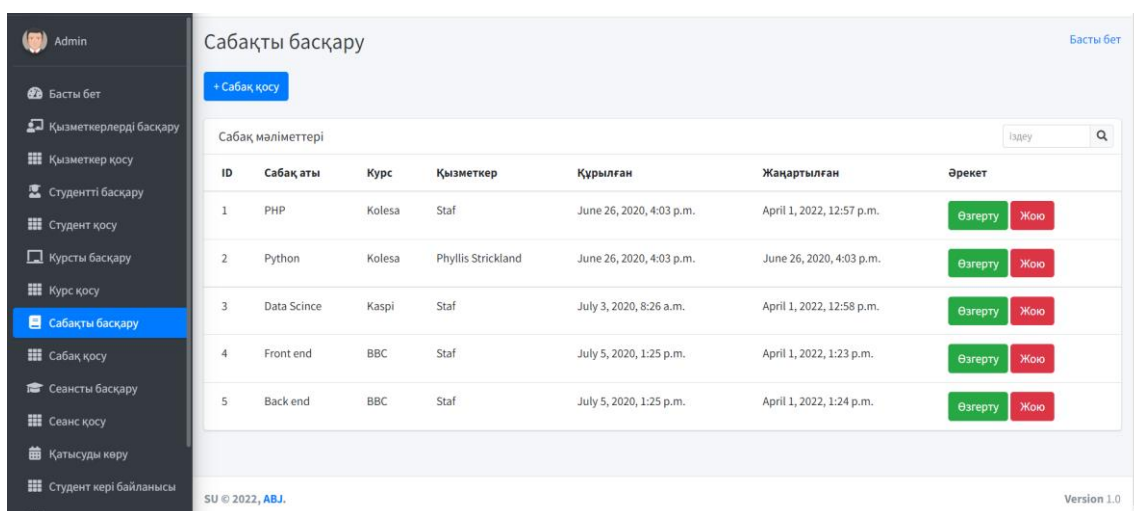 Admin
Басты бет
Қызметкерлерді басқару
Қызметкер қосу
Студентті басқару
Студент қосу
Курсты басқару
Курс қосу
Сабақты басқару
Сабақ қосу
Сеансты басқару
Сеанс қосу
Қатысуды көру
Студент кері байланысы
Сабақты басқару
Басты бет
+ Сабақ қосу
Сабақ мәліметтері
Іздеу
ID Сабақ аты Курс Қызметкер Құрылған Жаңартылған Әрекет
1 PHP Kolesa Staf June 26, 2020, 4:03 p.m. April 1, 2022, 12:57 p.m. Өзгерту Жою
2 Python Kolesa Phyllis Strickland June 26, 2020, 4:03 p.m. June 26, 2020, 4:03 p.m. Өзгерту Жою
3 Data Scince Kaspi Staf July 3, 2020, 8:26 a.m. April 1, 2022, 12:58 p.m. Өзгерту Жою
4 Front end BBC Staf July 5, 2020, 1:25 p.m. April 1, 2022, 1:23 p.m. Өзгерту Жою
5 Back end BBC Staf July 5, 2020, 1:25 p.m. April 1, 2022, 1:24 p.m. Өзгерту Жою
SU © 2022, ABJ.
Version 1.0